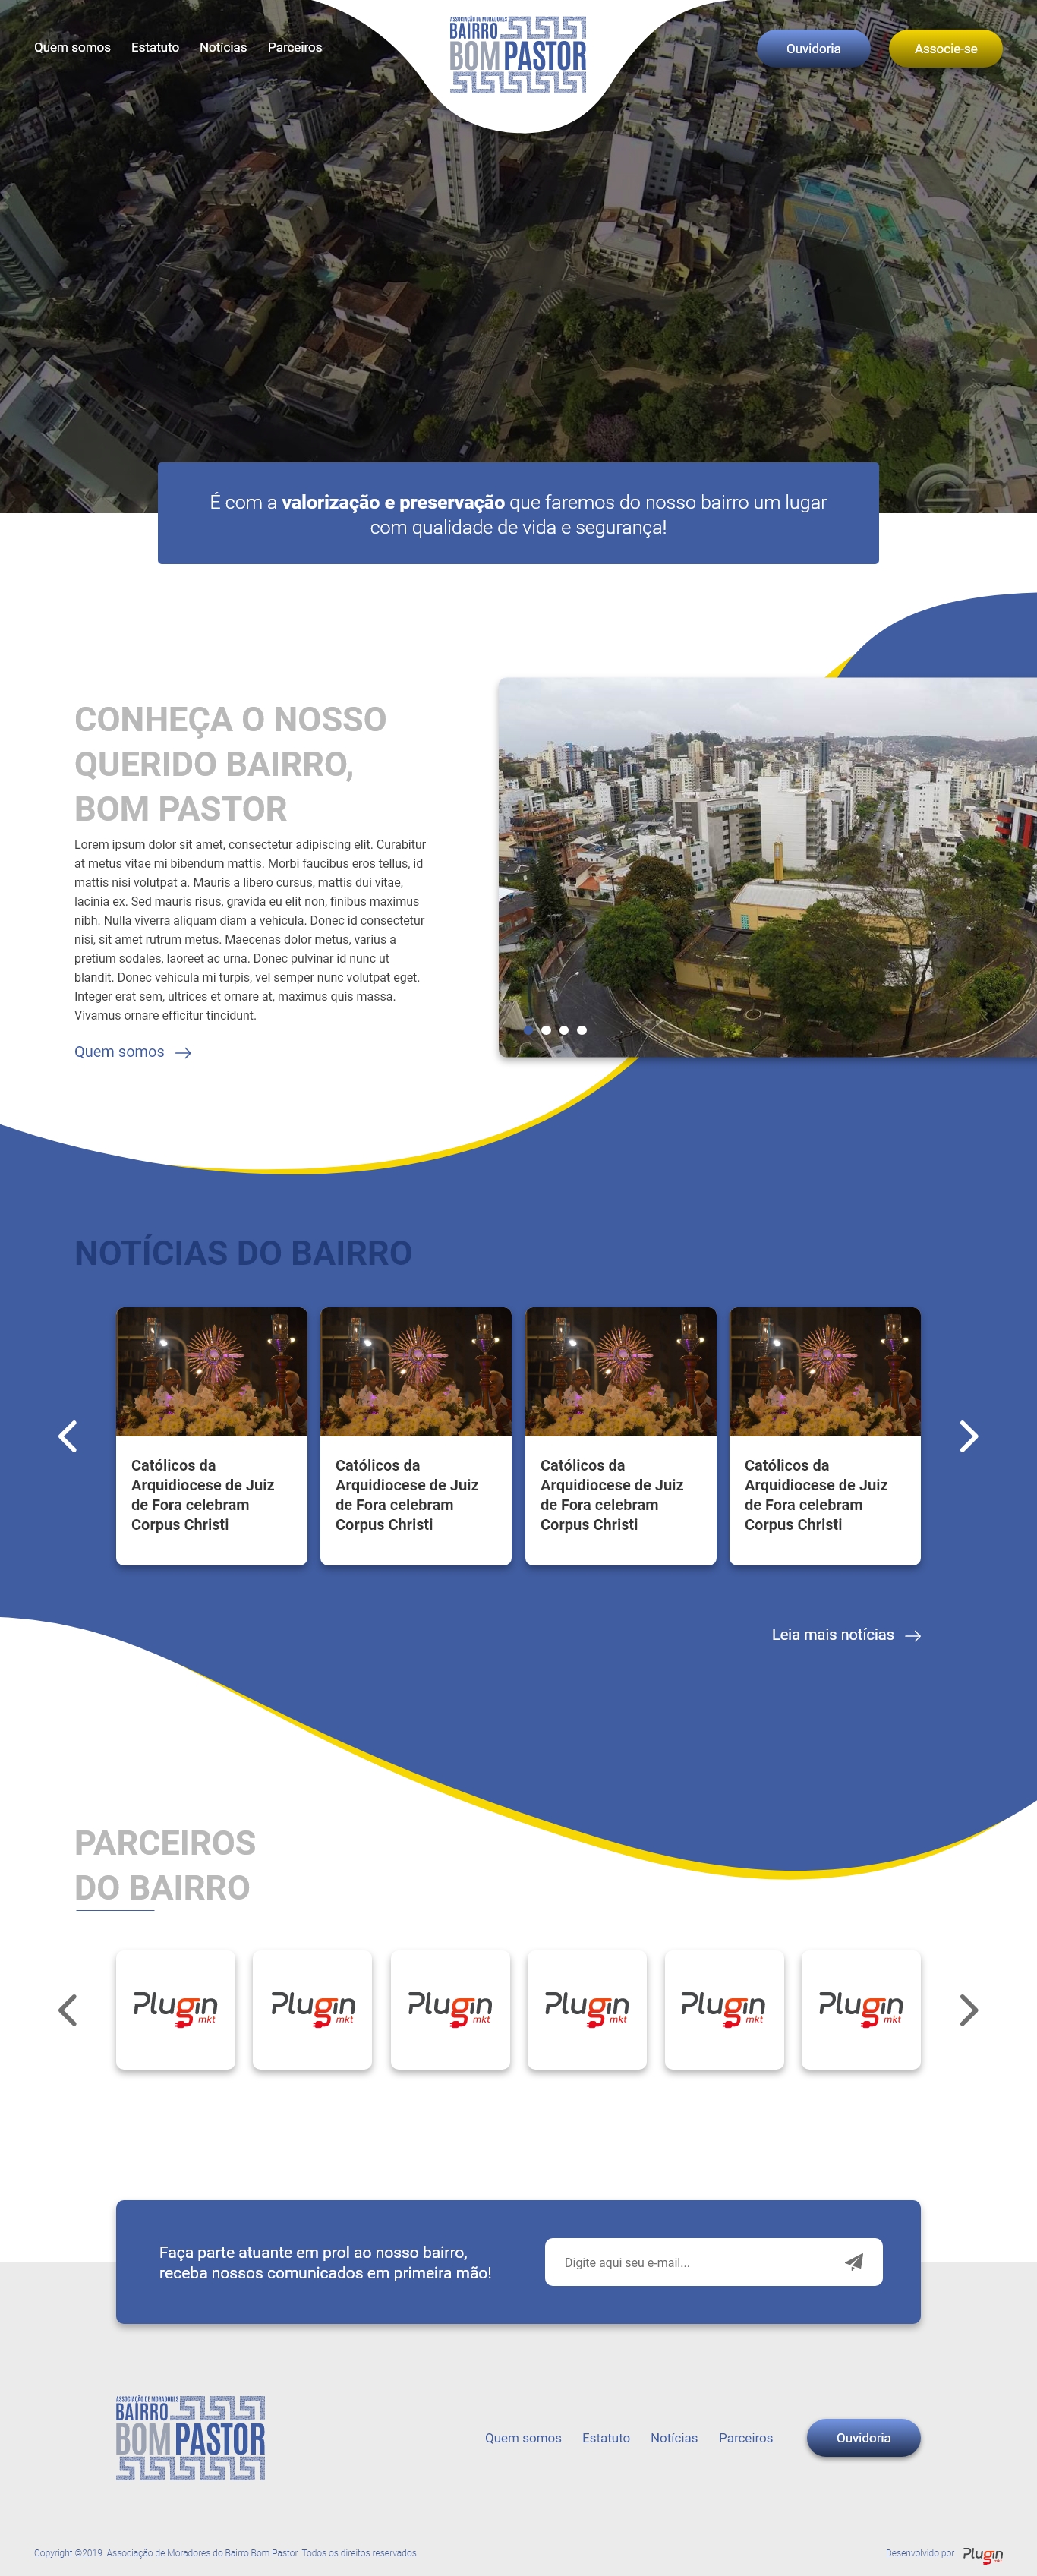 Quem somos
Estatuto
Notícias
Parceiros
ASSOCIAÇÃO DE MORADORES
BAIRRO
BOM PASTOR
Ouvidoria
Associe-se
É com a valorização e preservação que faremos do nosso bairro um lugar
com qualidade de vida e segurança!
CONHEÇA O NOSSO
QUERIDO BAIRRO,
BOM PASTOR
Lorem ipsum dolor sit amet, consectetur adipiscing elit. Curabitur
at metus vitae mi bibendum mattis. Morbi faucibus eros tellus, id
mattis nisi volutpat a. Mauris a libero cursus, mattis dui vitae,
lacinia ex. Sed mauris risus, gravida eu elit non, finibus maximus
nibh. Nulla viverra aliquam diam a vehicula. Donec id consectetur
nisi, sit amet rutrum metus. Maecenas dolor metus, varius a
pretium sodales, laoreet ac urna. Donec pulvinar id nunc ut
blandit. Donec vehicula mi turpis, vel semper nunc volutpat eget.
Integer erat sem, ultrices et ornare at, maximus quis massa.
Vivamus ornare efficitur tincidunt.
Quem somos
NOTÍCIAS DO BAIRRO
Católicos da
Arquidiocese de Juiz
de Fora celebram
Corpus Christi
Católicos da
Arquidiocese de Juiz
de Fora celebram
Corpus Christi
Católicos da
Arquidiocese de Juiz
de Fora celebram
Corpus Christi
Católicos da
Arquidiocese de Juiz
de Fora celebram
Corpus Christi
Leia mais notícias
PARCEIROS
DO BAIRRO
Plugin
mkt
Plugin
mkt
Plugin
mkt
Plugin
mkt
Plugin
mkt
Plugin
mkt
Faça parte atuante em prol ao nosso bairro,
receba nossos comunicados em primeira mão!
Digite aqui seu e-mail...
ASSOCIAÇÃO DE MORADORES
BAIRRO
BOM PASTOR
Quem somos
Estatuto
Notícias
Parceiros
Ouvidoria
Copyright ©2019. Associação de Moradores do Bairro Bom Pastor. Todos os direitos reservados.
Desenvolvido por:
Plugin
mkt